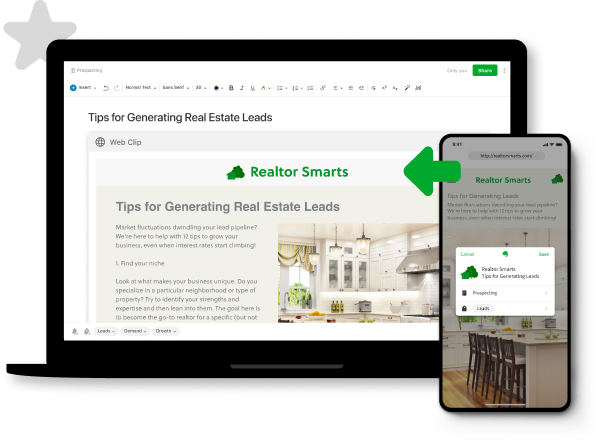 Prospecting
Only you
Share
Insert
Normal Text
Sans Serif
30
B I U A
Tips for Generating Real Estate Leads
Web Clip
Realtor Smarts
Tips for Generating Real Estate Leads
Market fluctuations dwindling your lead pipeline?
We're here to help with 12 tips to grow your
business, even when interest rates start climbing!
1. Find your niche
Look at what makes your business unique. Do you
specialize in a particular neighborhood or type of
property? Try to identify your strengths and
expertise and then lean into them. The goal here is
to become the go-to realtor for a specific (but not
Leads
Demand
Growth
9:41
http://realtorsmarts.com/
Realtor Smarts
Tips for Generating Leads
Market fluctuations dwindling your lead pipeline?
We're here to help with 12 tips to grow your
business, even when interest rates start climbing!
Cancel
Save
Realtor Smarts
Tips for Generating Leads
Prospecting
Leads